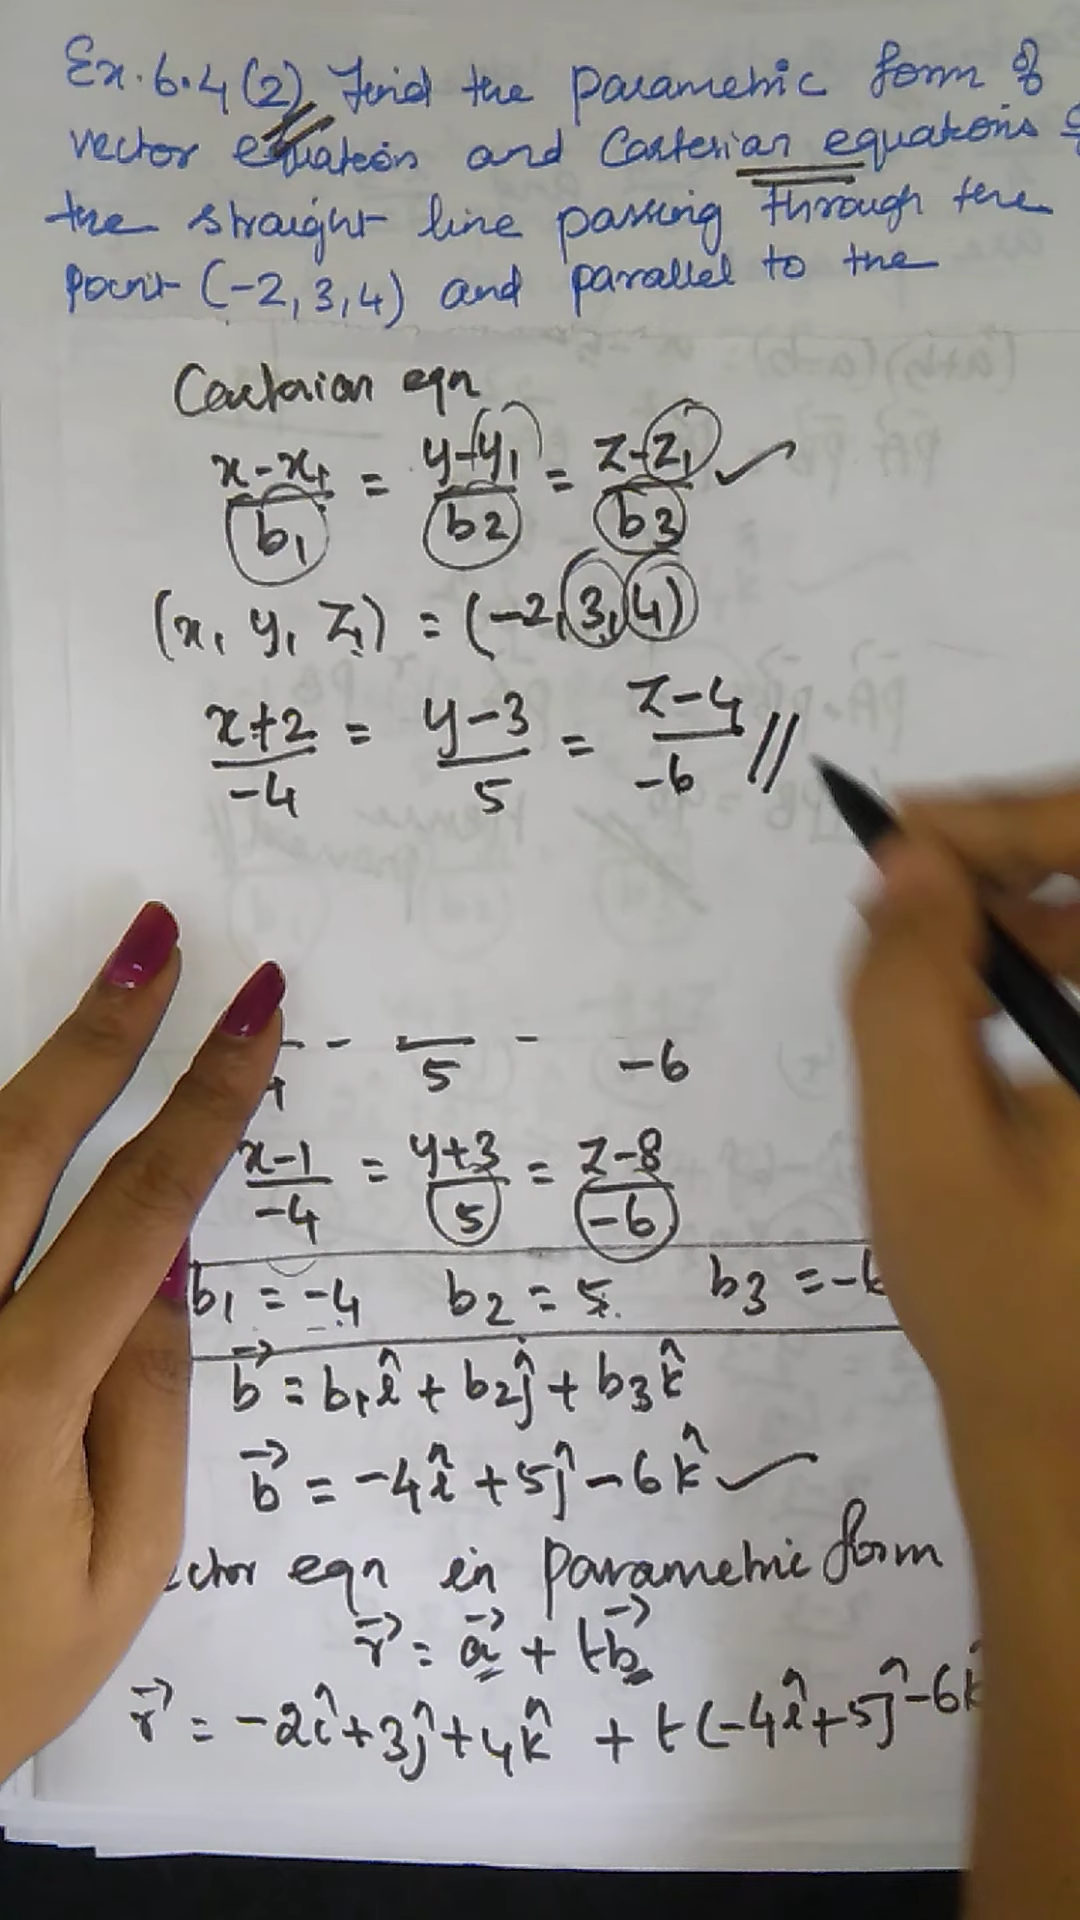 Ex. 6.4 (2) Find the parametric form of
vector equation and Cartesian equations of
the straight line passing through the
point (-2, 3, 4) and parallel to the
Cartesian eqn
x-x₁/b₁ = y-y₁/b2 = z-z₁/b3
(x₁ y₁ z₁) = (-2, 3, 4)
x+2/-4 = y-3/5 = z-4/-6 //
5 -6
x-1/-4 = y+3/5 = z-8/-6
b₁ = -4 b2 = 5. b3 = -6
b⃗ = b₁î + b2ĵ + b3k̂
b⃗ = -4î + 5ĵ - 6k̂
eqn in parametric form
r⃗ = a⃗ + tb⃗
r⃗ = -2î + 3ĵ + 4k̂ + t(-4î + 5ĵ - 6k̂